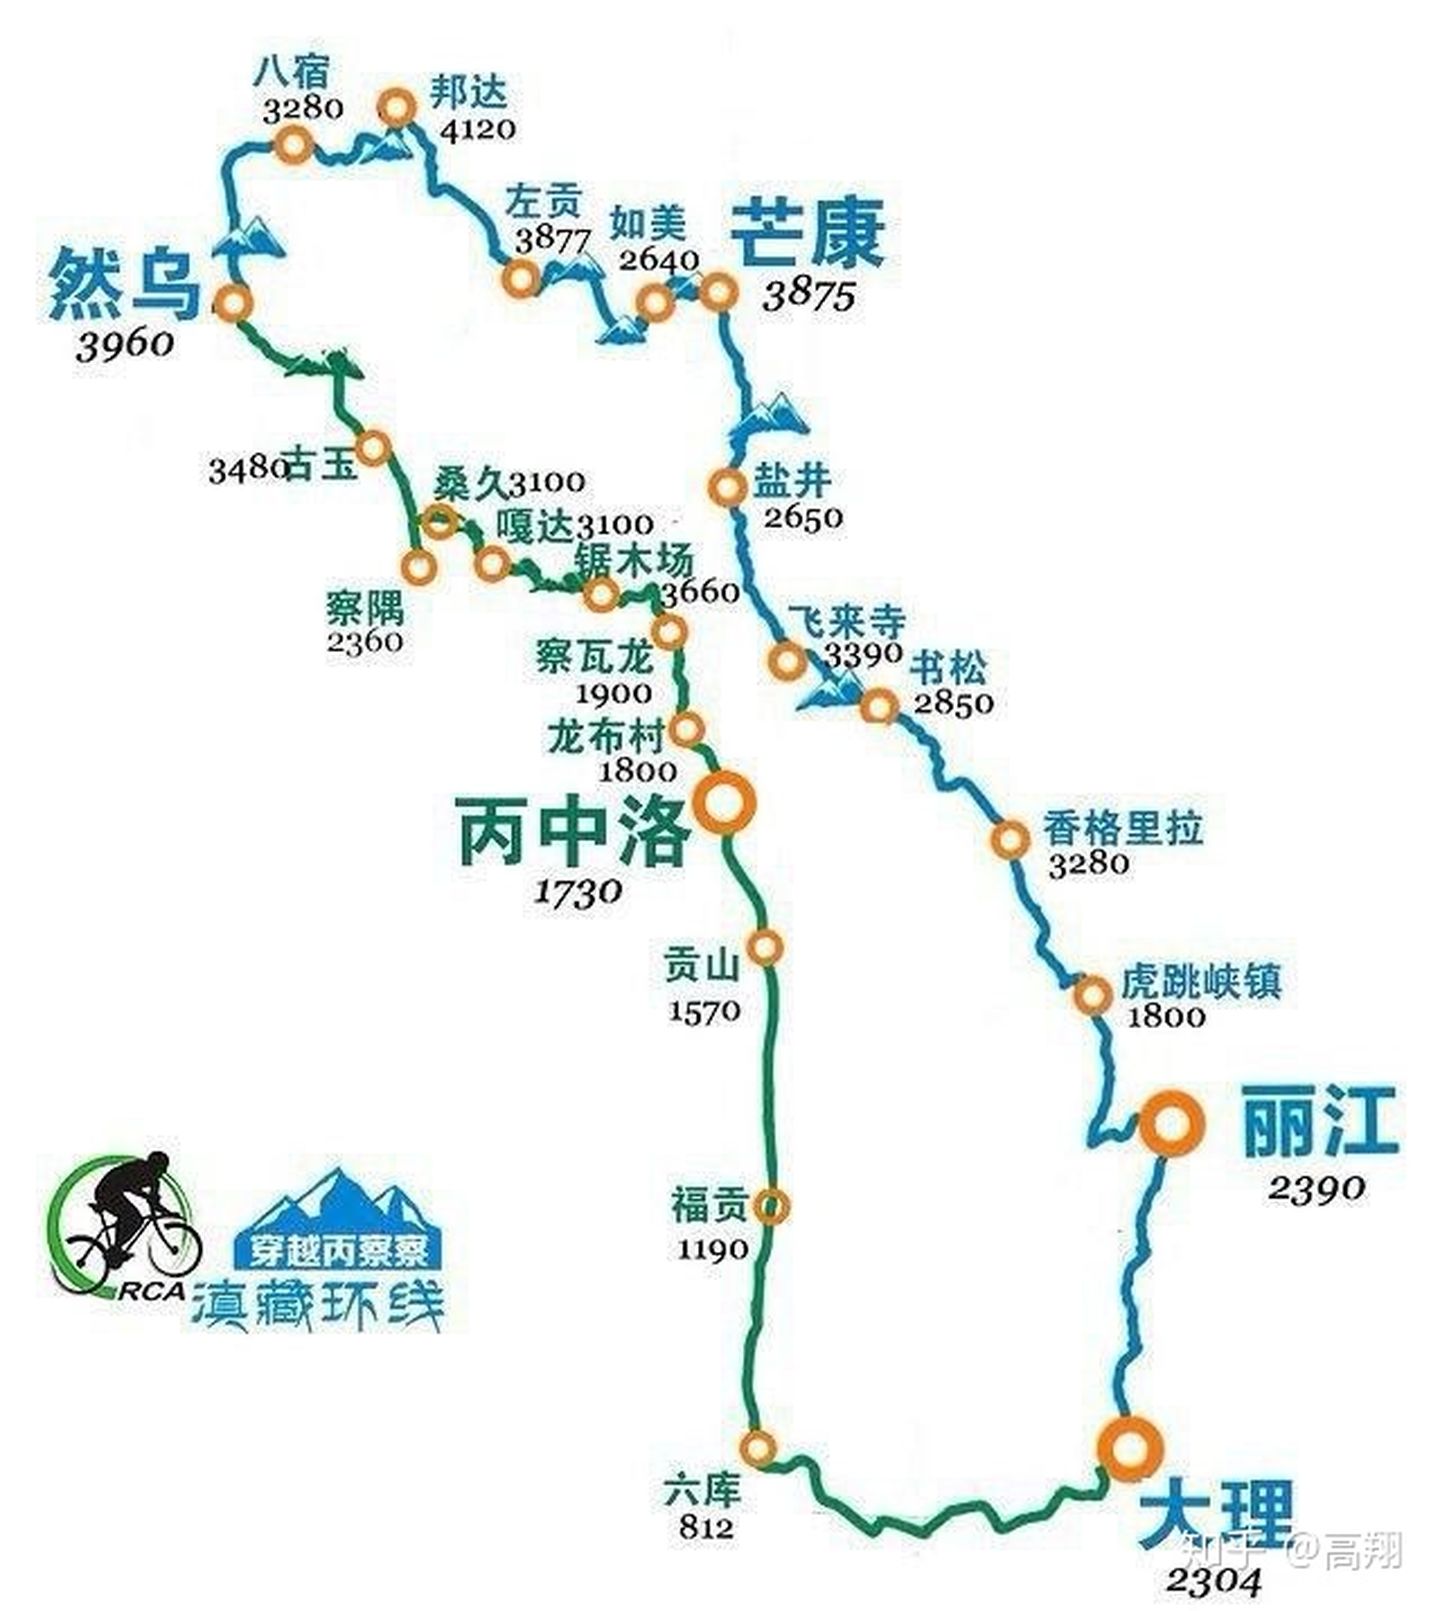 八宿
3280
邦达
4120
左贡
3877
如美
2640
芒康
3875
然乌
3960
3480古玉
桑久3100
嘎达3100
锯木场
3660
察隅
2360
察瓦龙
1900
龙布村
1800
丙中洛
1730
盐井
2650
飞来寺
3390
书松
2850
香格里拉
3280
虎跳峡镇
1800
丽江
2390
贡山
1570
福贡
1190
六库
812
大理
2304
RCA
穿越丙察察
滇藏环线
知乎 @高翔